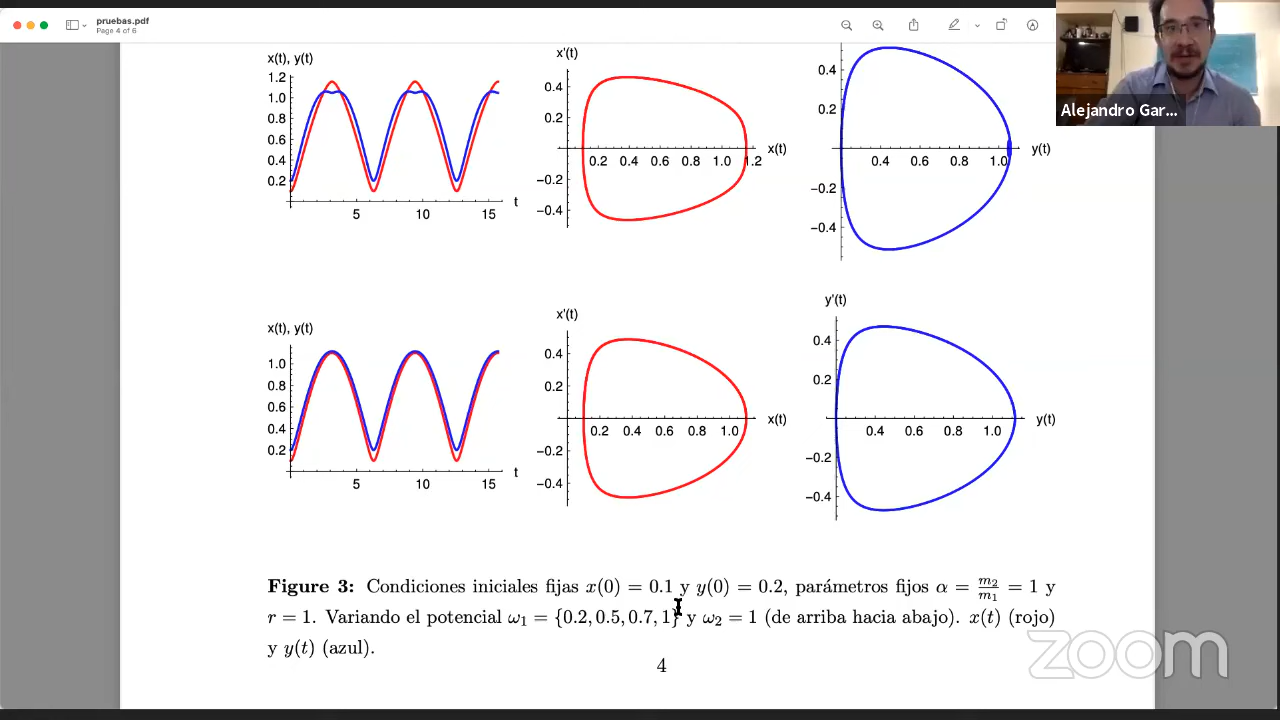 pruebas.pdf
Page 4 of 6
Alejandro Gar...
x(t), y(t)
1.2
1.0
0.8
0.6
0.4
0.2
5
10
15
t
x'(t)
0.4
0.2
−0.2
−0.4
0.2
0.4
0.6
0.8
1.0
1.2
x(t)
0.4
0.2
−0.2
−0.4
0.4
0.6
0.8
1.0
y(t)
x(t), y(t)
1.0
0.8
0.6
0.4
0.2
5
10
15
t
x'(t)
0.4
0.2
−0.2
−0.4
0.2
0.4
0.6
0.8
1.0
x(t)
y'(t)
0.4
0.2
−0.2
−0.4
0.4
0.6
0.8
1.0
y(t)
Figure 3: Condiciones iniciales fijas x(0) = 0.1 y y(0) = 0.2, parámetros fijos α = m₂/m₁ = 1 y
r = 1. Variando el potencial ω₁ = {0.2, 0.5, 0.7, 1} y ω₂ = 1 (de arriba hacia abajo). x(t) (rojo)
y y(t) (azul).
4
zoom